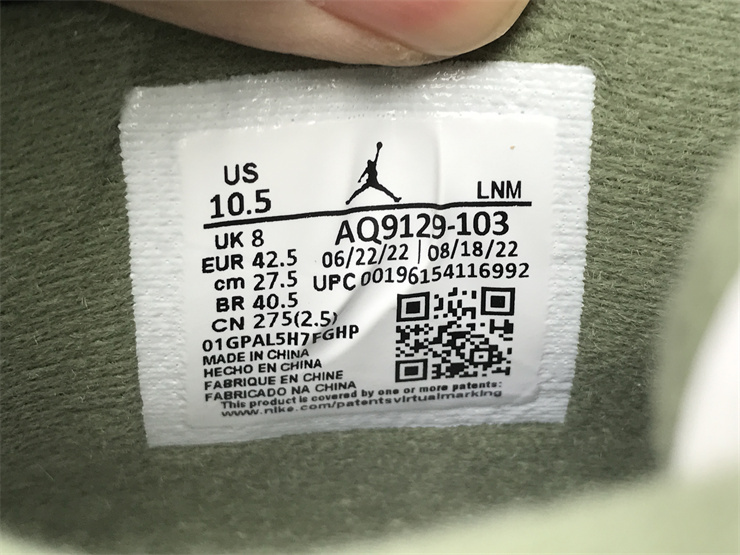 US
10.5
LNM
UK 8
AQ9129-103
EUR 42.5
06/22/22 | 08/18/22
cm 27.5
UPC 00196154116992
BR 40.5
CN 275(2.5)
01GPAL5H7FGHP
MADE IN CHINA
HECHO EN CHINA
FABRIQUE EN CHINE
FABRICADO NA CHINA
This product is covered by one or more patents:
www.nike.com/patentsvirtualmarking